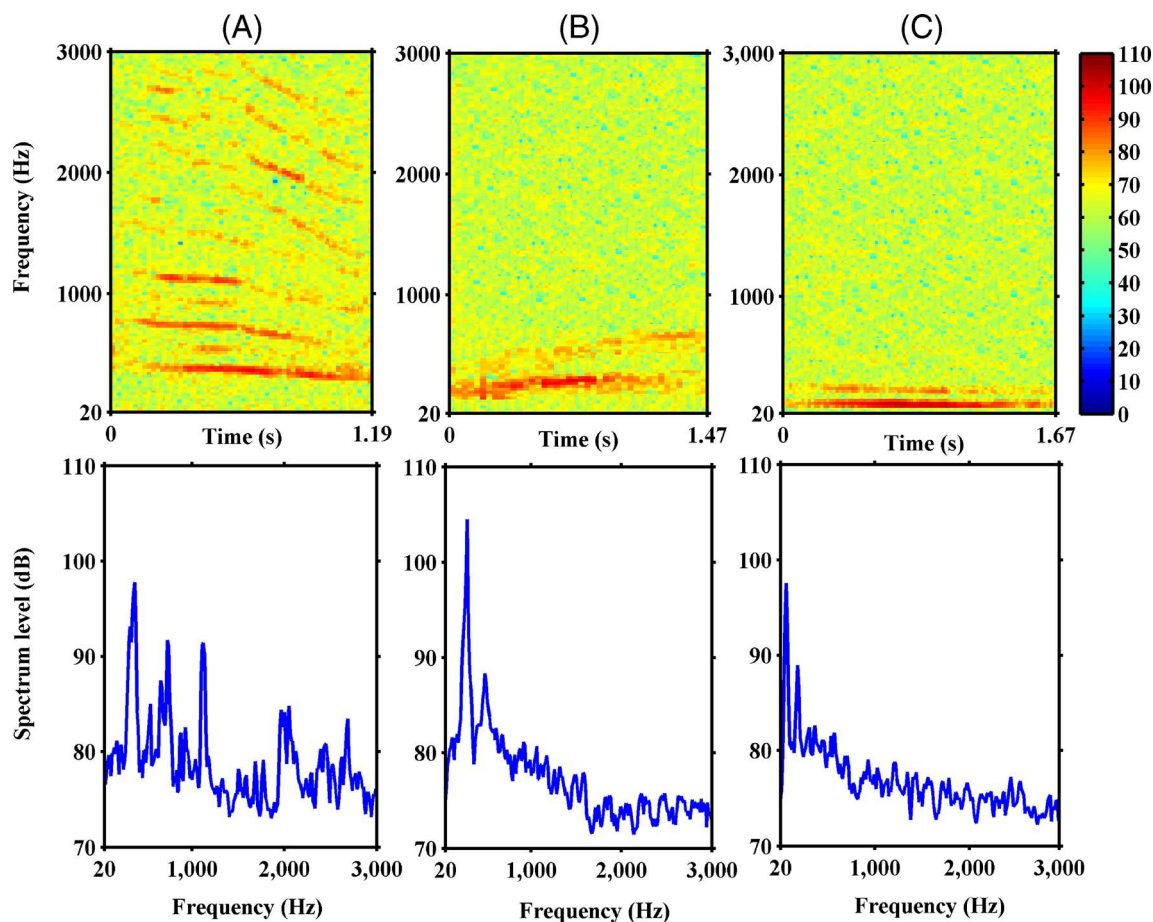 (A) (B) (C)
3000 3000 3,000 110
100
90
80
2000 2000 2,000 70
60
50
1000 1000 1000 40
30
20
10
20 20 20 0
Frequency (Hz)
0 Time (s) 1.19 0 Time (s) 1.47 0 Time (s) 1.67
110 110 110
100 100 100
90 90 90
80 80 80
70 70 70
Spectrum level (dB)
20 1,000 2,000 3,000 20 1,000 2,000 3,000 20 1,000 2,000 3,000
Frequency (Hz) Frequency (Hz) Frequency (Hz)